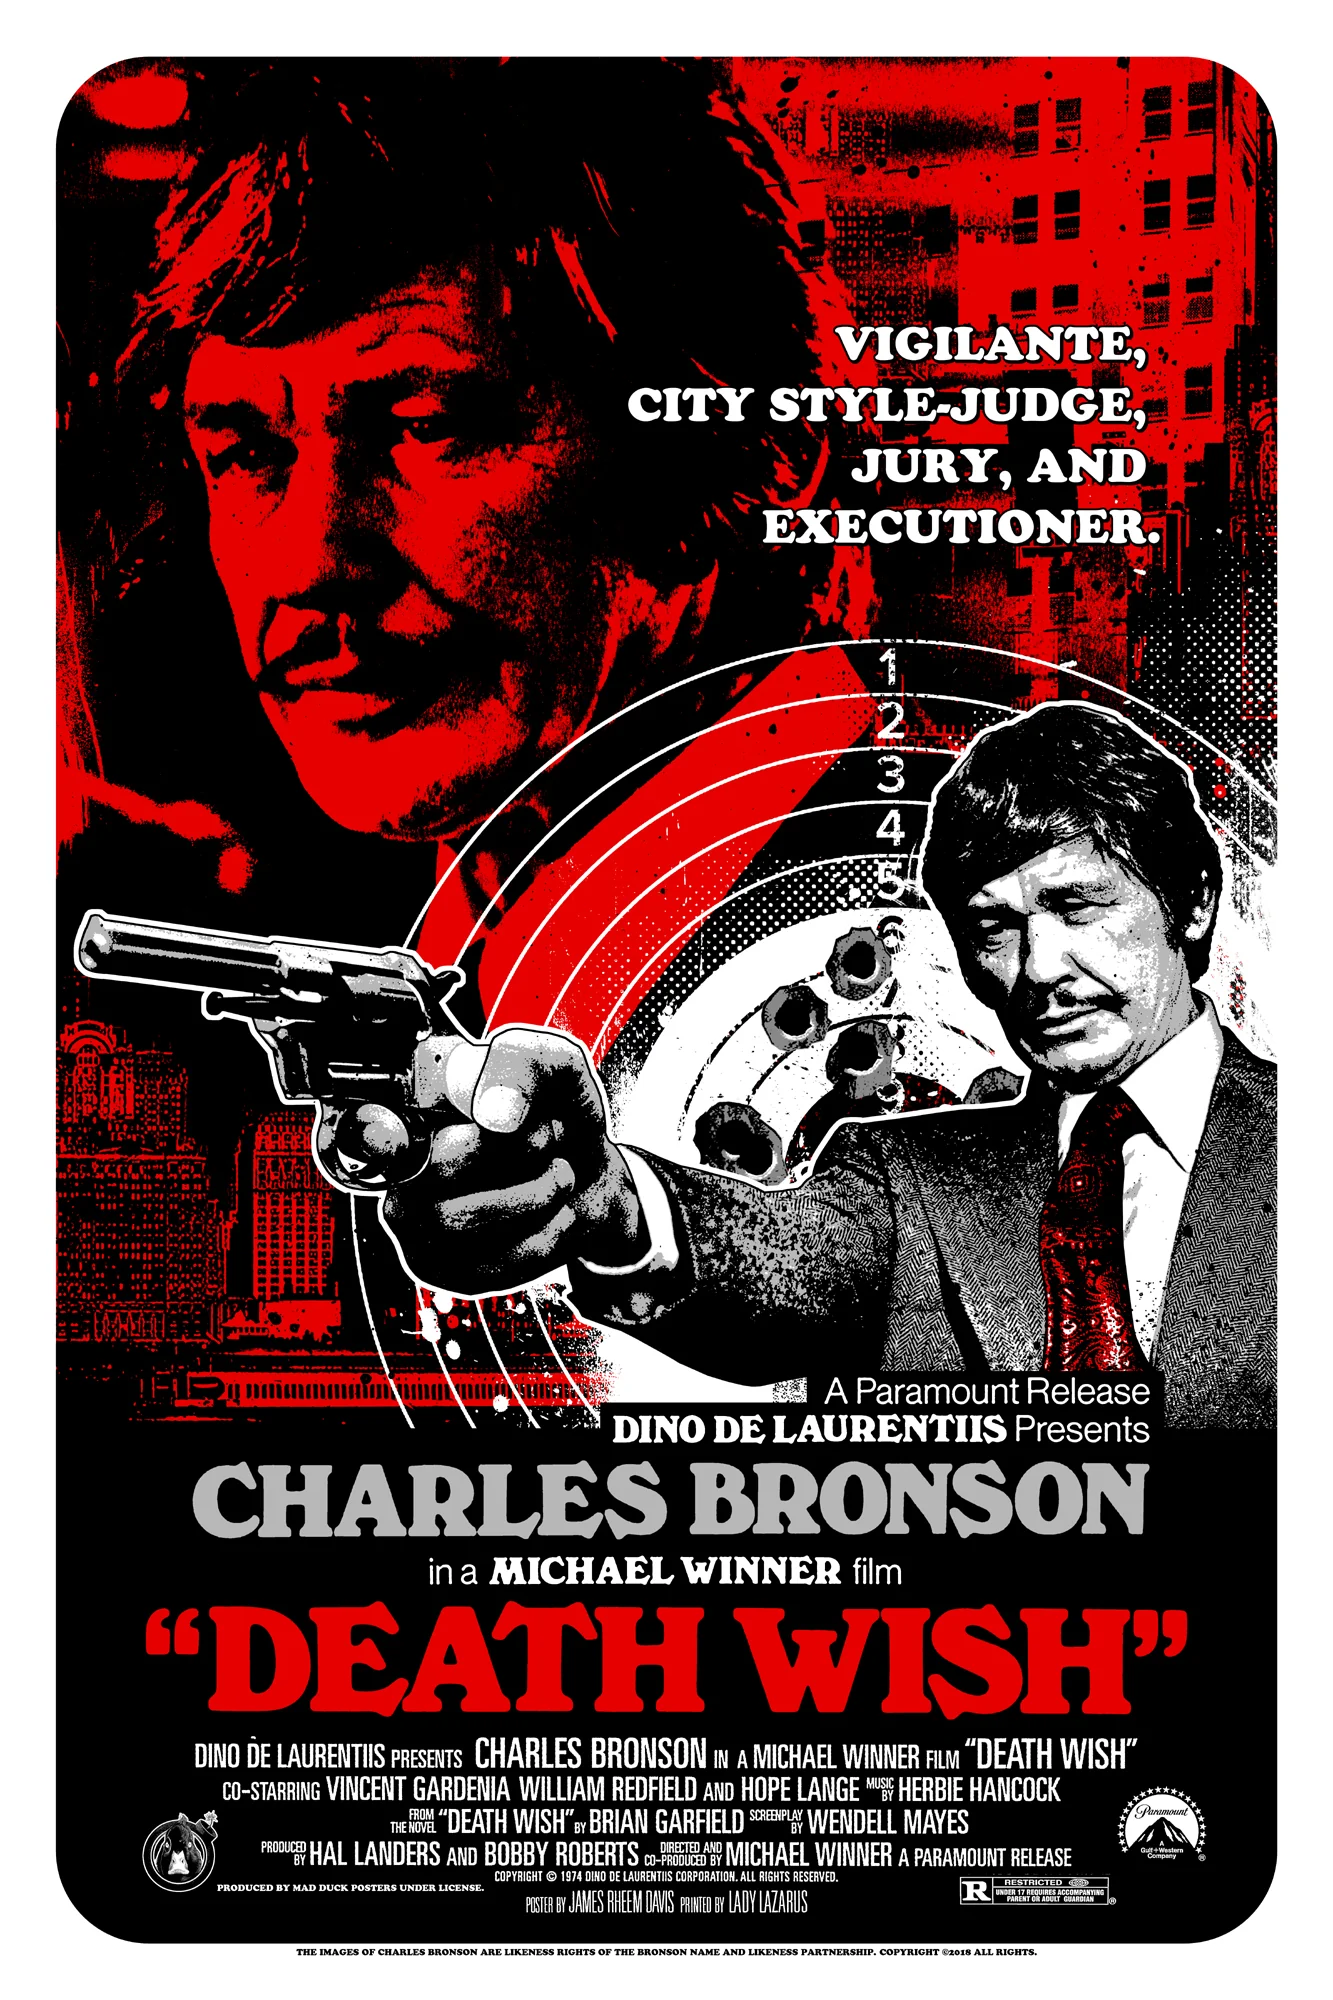 VIGILANTE,
CITY STYLE-JUDGE,
JURY, AND
EXECUTIONER.
1
2
3
4
5
6
7
9
A Paramount Release
DINO DE LAURENTIIS Presents
CHARLES BRONSON
in a MICHAEL WINNER film
“DEATH WISH”
DINO DE LAURENTIIS PRESENTS CHARLES BRONSON IN A MICHAEL WINNER FILM “DEATH WISH”
CO-STARRING VINCENT GARDENIA WILLIAM REDFIELD AND HOPE LANGE MUSIC BY HERBIE HANCOCK
FROM THE NOVEL “DEATH WISH” BY BRIAN GARFIELD SCREENPLAY BY WENDELL MAYES
PRODUCED BY HAL LANDERS AND BOBBY ROBERTS DIRECTED AND CO-PRODUCED BY MICHAEL WINNER A PARAMOUNT RELEASE
COPYRIGHT © 1974 DINO DE LAURENTIIS CORPORATION. ALL RIGHTS RESERVED.
PRODUCED BY MAD DUCK POSTERS UNDER LICENSE.
POSTER BY JAMES RHEEM DAVIS PRINTED BY LADY LAZARUS
Paramount
A
Gulf+Western
Company
®
R RESTRICTED
UNDER 17 REQUIRES ACCOMPANYING
PARENT OR ADULT GUARDIAN ®
THE IMAGES OF CHARLES BRONSON ARE LIKENESS RIGHTS OF THE BRONSON NAME AND LIKENESS PARTNERSHIP. COPYRIGHT ©2018 ALL RIGHTS.